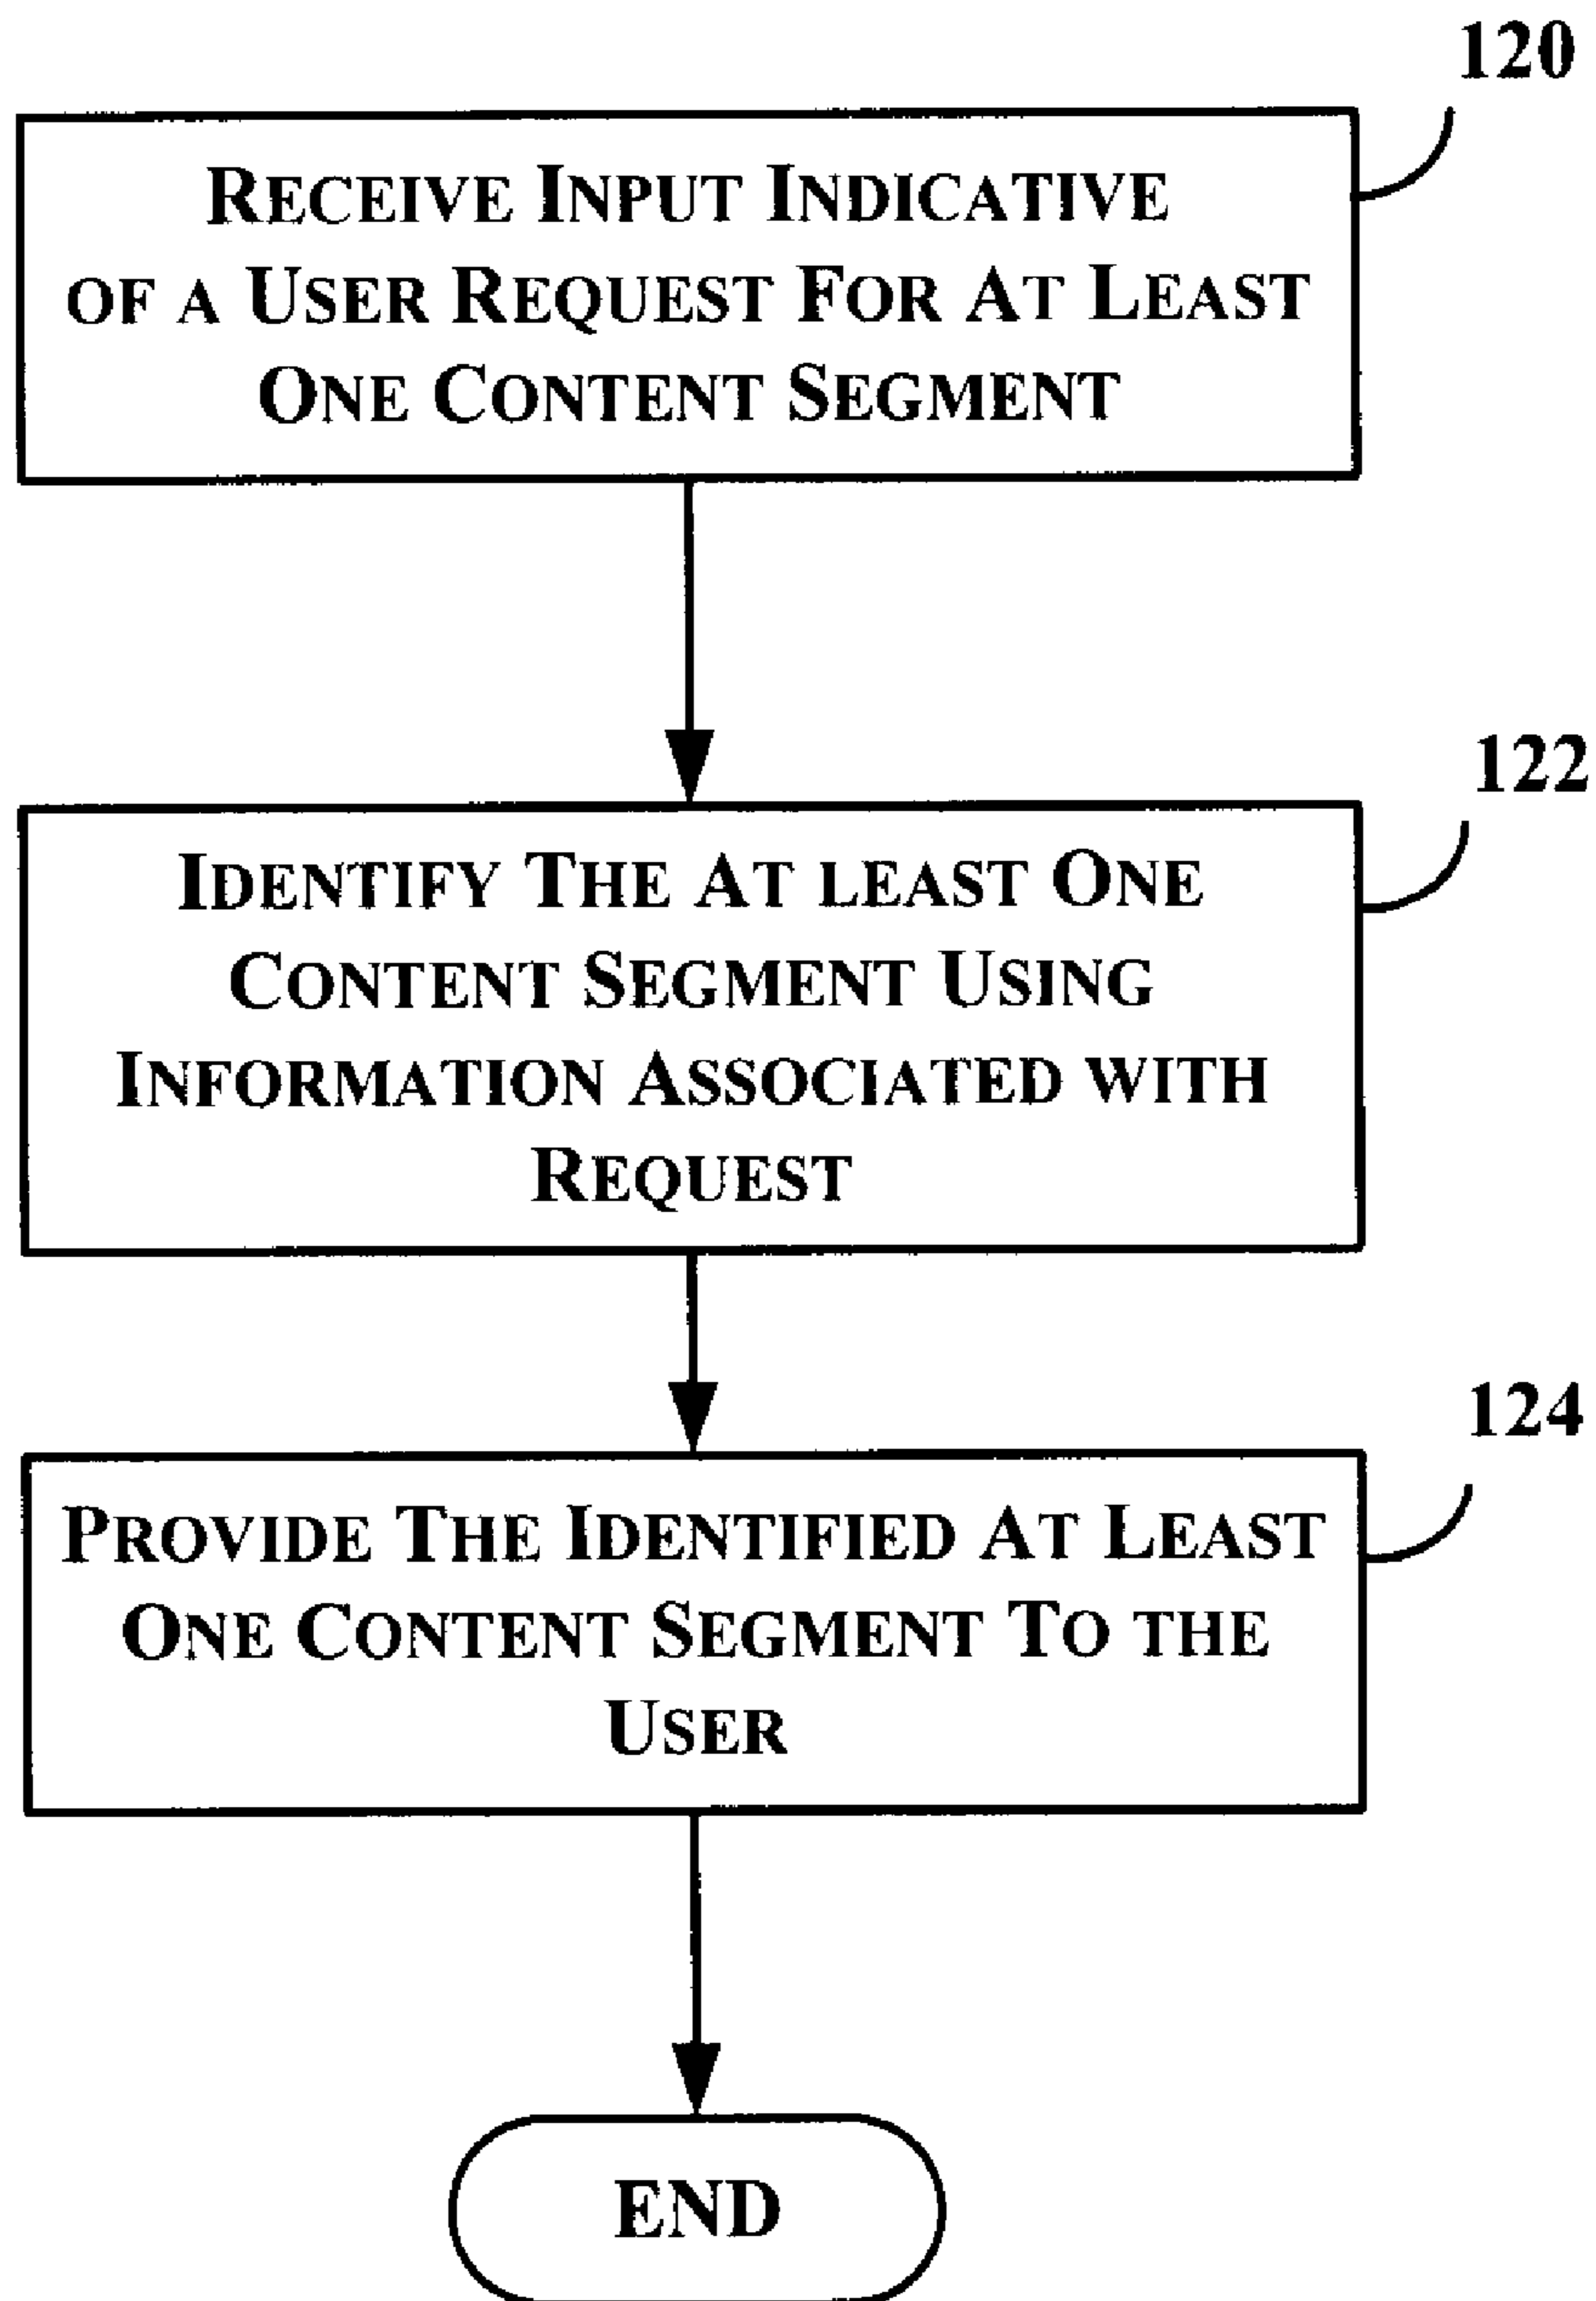 120
RECEIVE INPUT INDICATIVE
OF A USER REQUEST FOR AT LEAST
ONE CONTENT SEGMENT
122
IDENTIFY THE AT LEAST ONE
CONTENT SEGMENT USING
INFORMATION ASSOCIATED WITH
REQUEST
124
PROVIDE THE IDENTIFIED AT LEAST
ONE CONTENT SEGMENT TO THE
USER
END